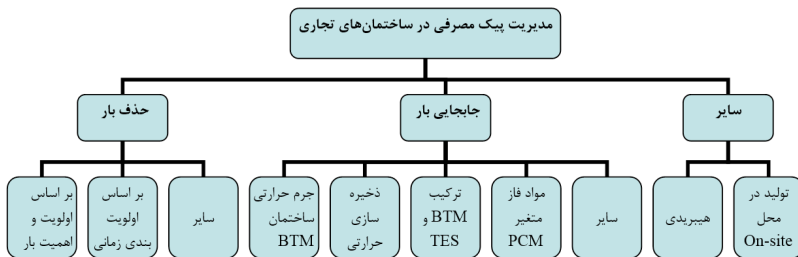 مدیریت پیک مصرفی در ساختمان‌های تجاری
سایر
جابجایی بار
حذف بار
تولید در
محل
On-site
هیبریدی
سایر
مواد فاز
متغیر
PCM
ترکیب
BTM و
TES
ذخیره
سازی
حرارتی
جرم حرارتی
ساختمان
BTM
سایر
بر اساس
اولویت
بندی زمانی
بر اساس
اولویت و
اهمیت بار